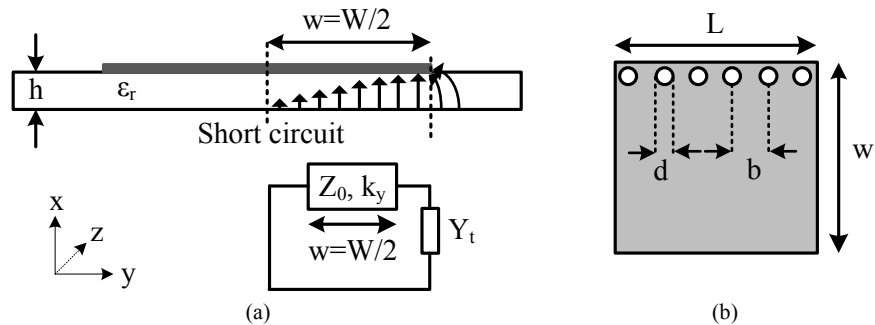 w=W/2
h
εr
Short circuit
x
z
y
Z0, ky
w=W/2
Yt
(a)
L
d
b
w
(b)